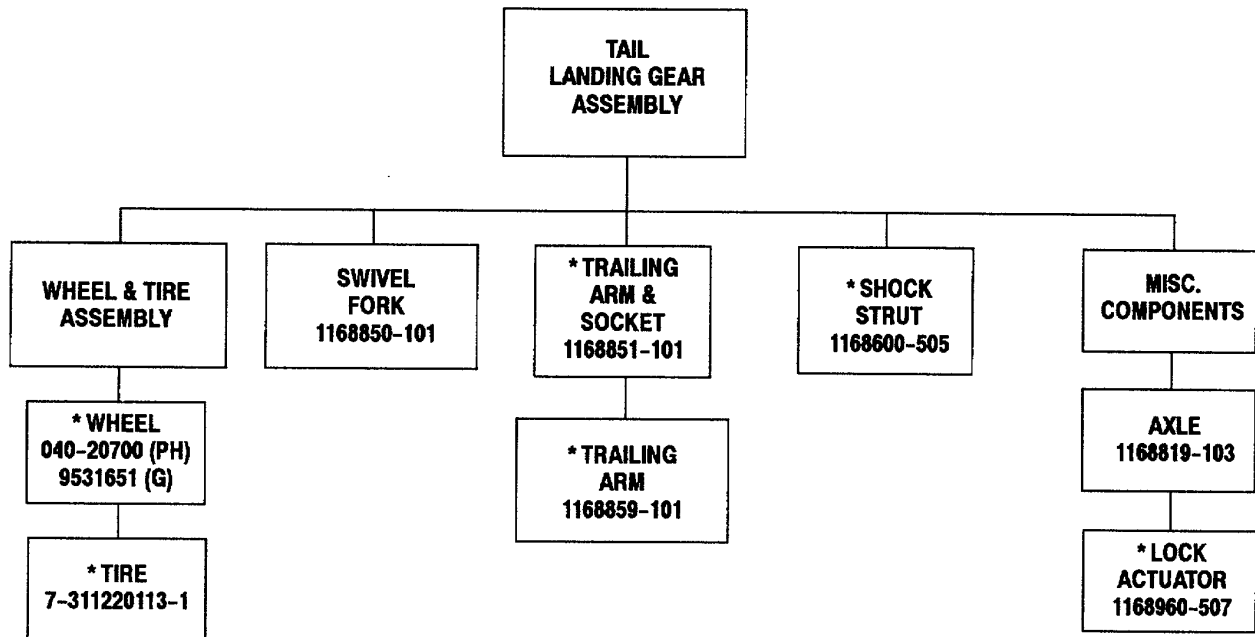 TAIL
LANDING GEAR
ASSEMBLY
WHEEL & TIRE
ASSEMBLY
SWIVEL
FORK
1168850-101
* TRAILING
ARM &
SOCKET
1168851-101
* SHOCK
STRUT
1168600-505
MISC.
COMPONENTS
* WHEEL
040-20700 (PH)
9531651 (G)
* TRAILING
ARM
1168859-101
AXLE
1168819-103
* TIRE
7-311220113-1
* LOCK
ACTUATOR
1168960-507